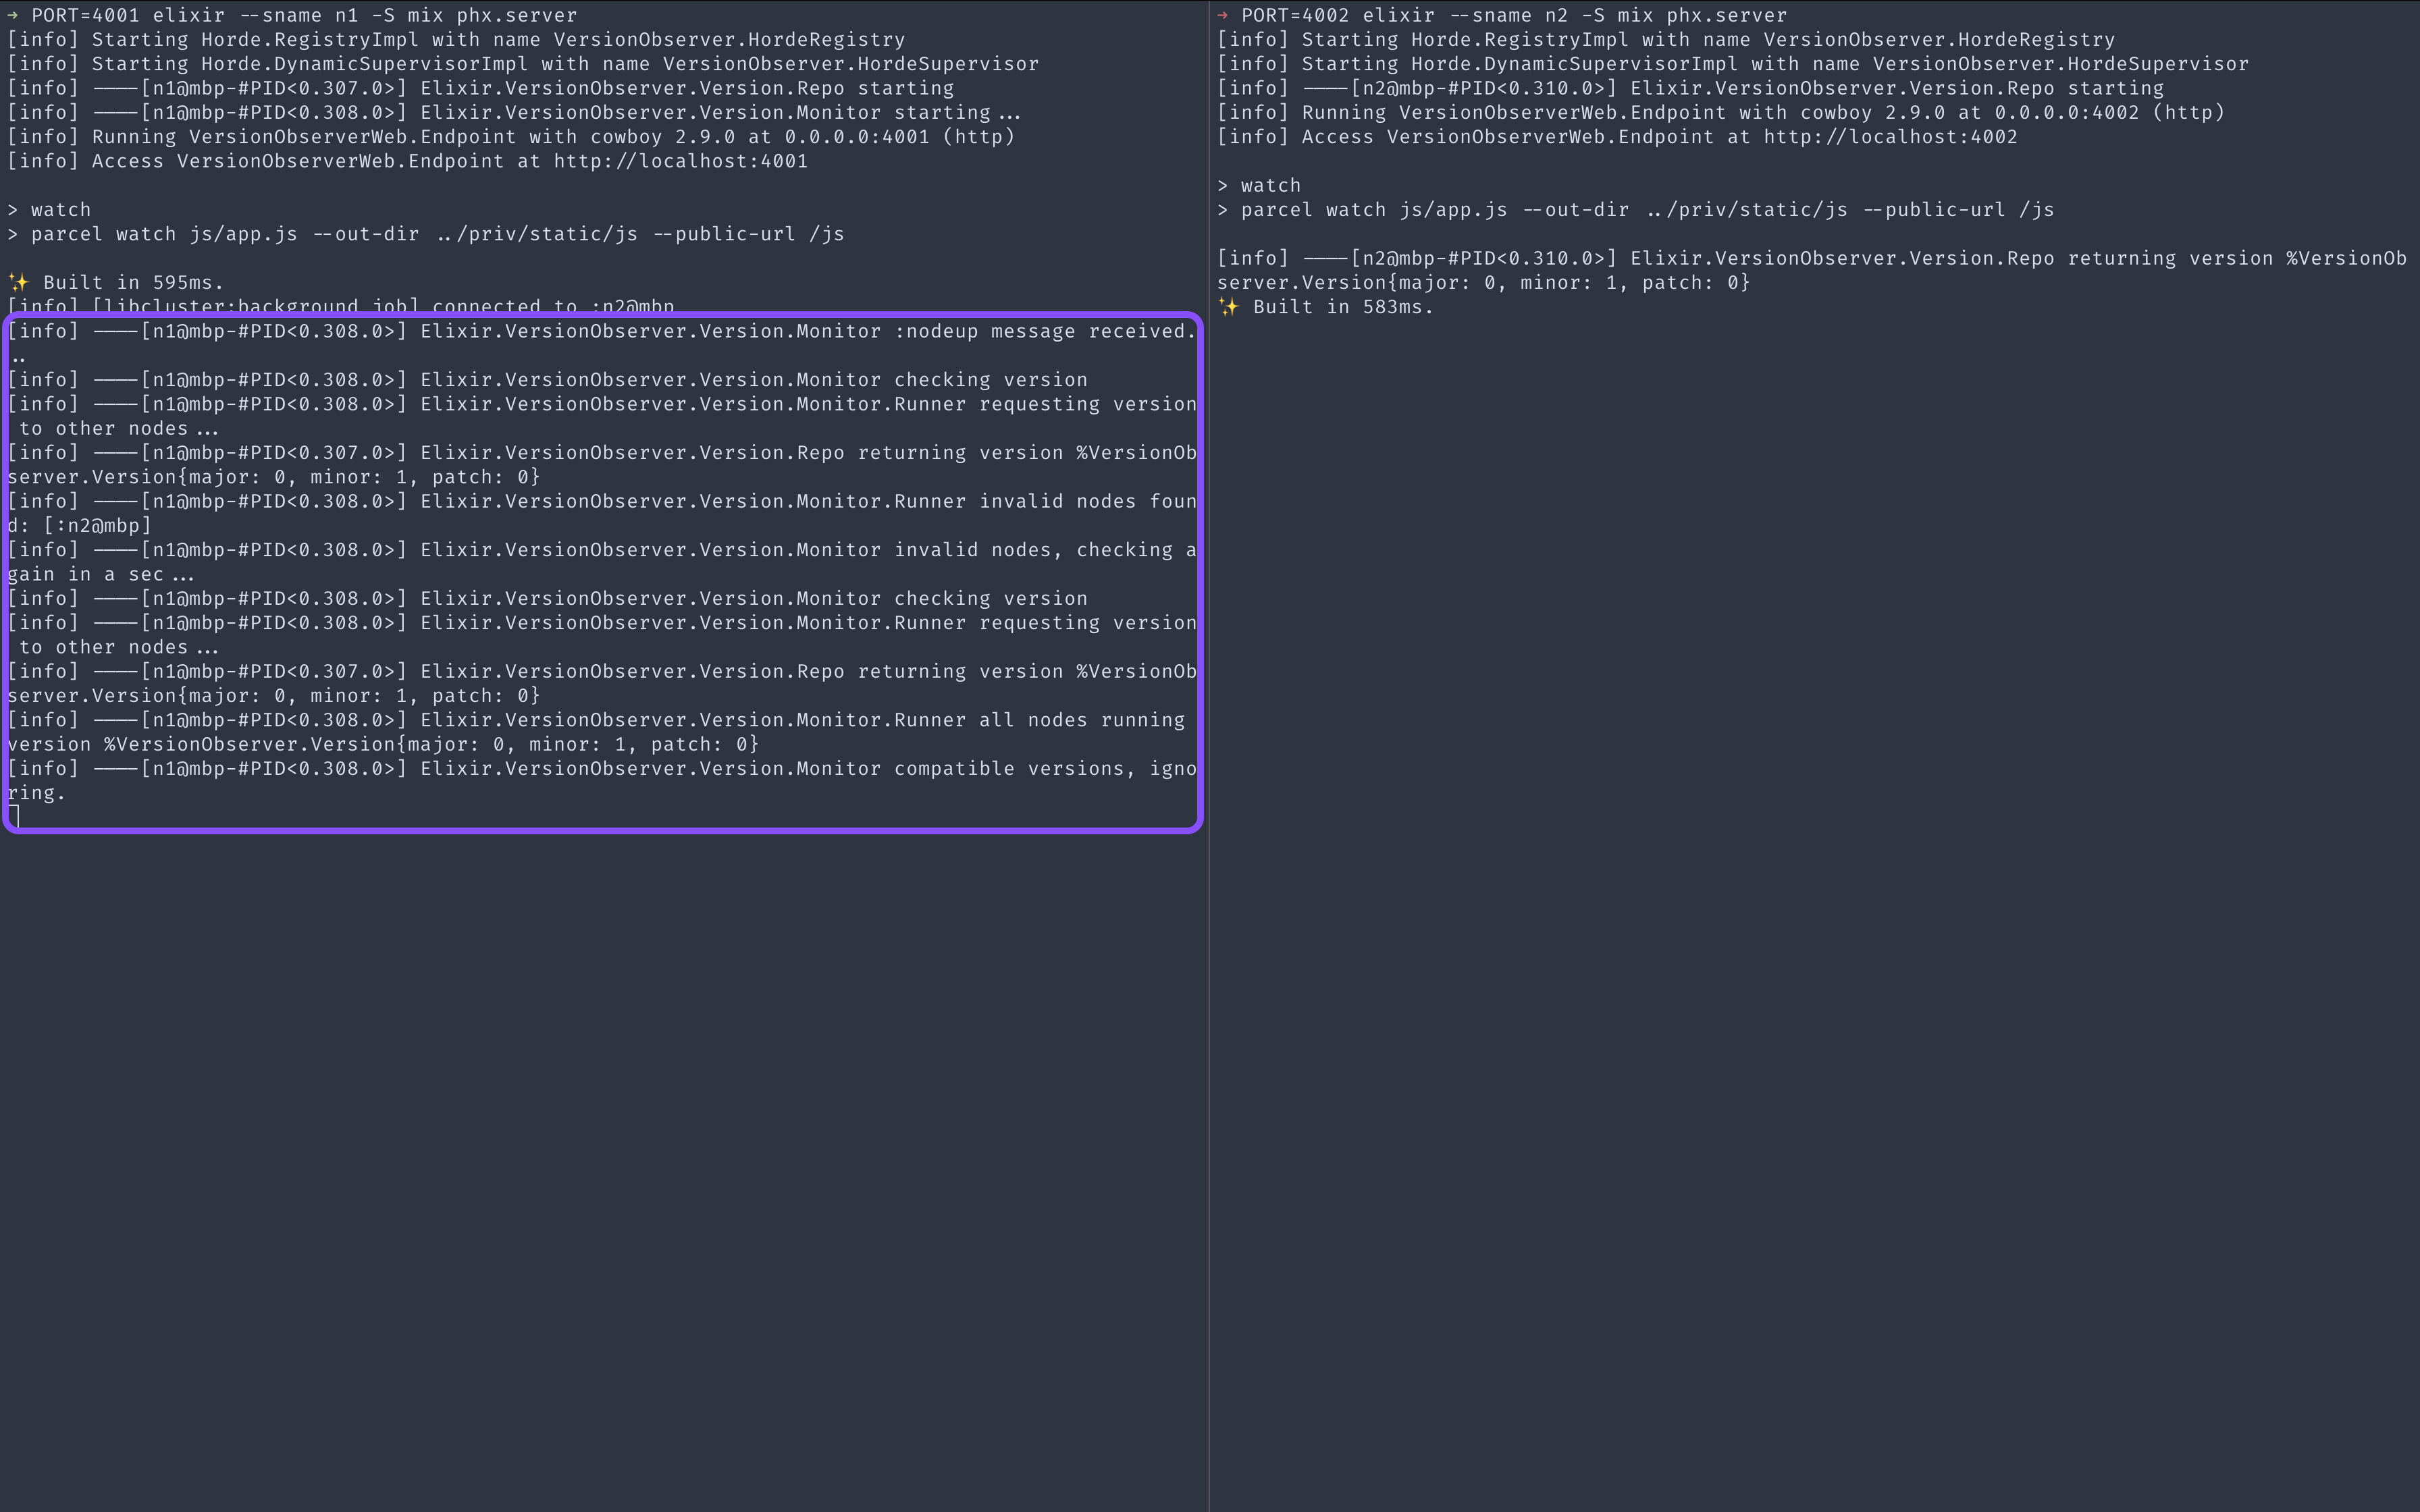 → PORT=4001 elixir --sname n1 -S mix phx.server
[info] Starting Horde.RegistryImpl with name VersionObserver.HordeRegistry
[info] Starting Horde.DynamicSupervisorImpl with name VersionObserver.HordeSupervisor
[info] ----[n1@mbp-#PID<0.307.0>] Elixir.VersionObserver.Version.Repo starting
[info] ----[n1@mbp-#PID<0.308.0>] Elixir.VersionObserver.Version.Monitor starting...
[info] Running VersionObserverWeb.Endpoint with cowboy 2.9.0 at 0.0.0.0:4001 (http)
[info] Access VersionObserverWeb.Endpoint at http://localhost:4001
> watch
> parcel watch js/app.js --out-dir ../priv/static/js --public-url /js
✨ Built in 595ms.
[info] [libcluster:background_job] connected to :n2@mbp
[info] ----[n1@mbp-#PID<0.308.0>] Elixir.VersionObserver.Version.Monitor :nodeup message received.
..
[info] ----[n1@mbp-#PID<0.308.0>] Elixir.VersionObserver.Version.Monitor checking version
[info] ----[n1@mbp-#PID<0.308.0>] Elixir.VersionObserver.Version.Monitor.Runner requesting version
to other nodes...
[info] ----[n1@mbp-#PID<0.307.0>] Elixir.VersionObserver.Version.Repo returning version %VersionOb
server.Version{major: 0, minor: 1, patch: 0}
[info] ----[n1@mbp-#PID<0.308.0>] Elixir.VersionObserver.Version.Monitor.Runner invalid nodes foun
d: [:n2@mbp]
[info] ----[n1@mbp-#PID<0.308.0>] Elixir.VersionObserver.Version.Monitor invalid nodes, checking a
gain in a sec...
[info] ----[n1@mbp-#PID<0.308.0>] Elixir.VersionObserver.Version.Monitor checking version
[info] ----[n1@mbp-#PID<0.308.0>] Elixir.VersionObserver.Version.Monitor.Runner requesting version
to other nodes...
[info] ----[n1@mbp-#PID<0.307.0>] Elixir.VersionObserver.Version.Repo returning version %VersionOb
server.Version{major: 0, minor: 1, patch: 0}
[info] ----[n1@mbp-#PID<0.308.0>] Elixir.VersionObserver.Version.Monitor.Runner all nodes running
version %VersionObserver.Version{major: 0, minor: 1, patch: 0}
[info] ----[n1@mbp-#PID<0.308.0>] Elixir.VersionObserver.Version.Monitor compatible versions, igno
ring.
→ PORT=4002 elixir --sname n2 -S mix phx.server
[info] Starting Horde.RegistryImpl with name VersionObserver.HordeRegistry
[info] Starting Horde.DynamicSupervisorImpl with name VersionObserver.HordeSupervisor
[info] ----[n2@mbp-#PID<0.310.0>] Elixir.VersionObserver.Version.Repo starting
[info] Running VersionObserverWeb.Endpoint with cowboy 2.9.0 at 0.0.0.0:4002 (http)
[info] Access VersionObserverWeb.Endpoint at http://localhost:4002
> watch
> parcel watch js/app.js --out-dir ../priv/static/js --public-url /js
[info] ----[n2@mbp-#PID<0.310.0>] Elixir.VersionObserver.Version.Repo returning version %VersionOb
server.Version{major: 0, minor: 1, patch: 0}
✨ Built in 583ms.